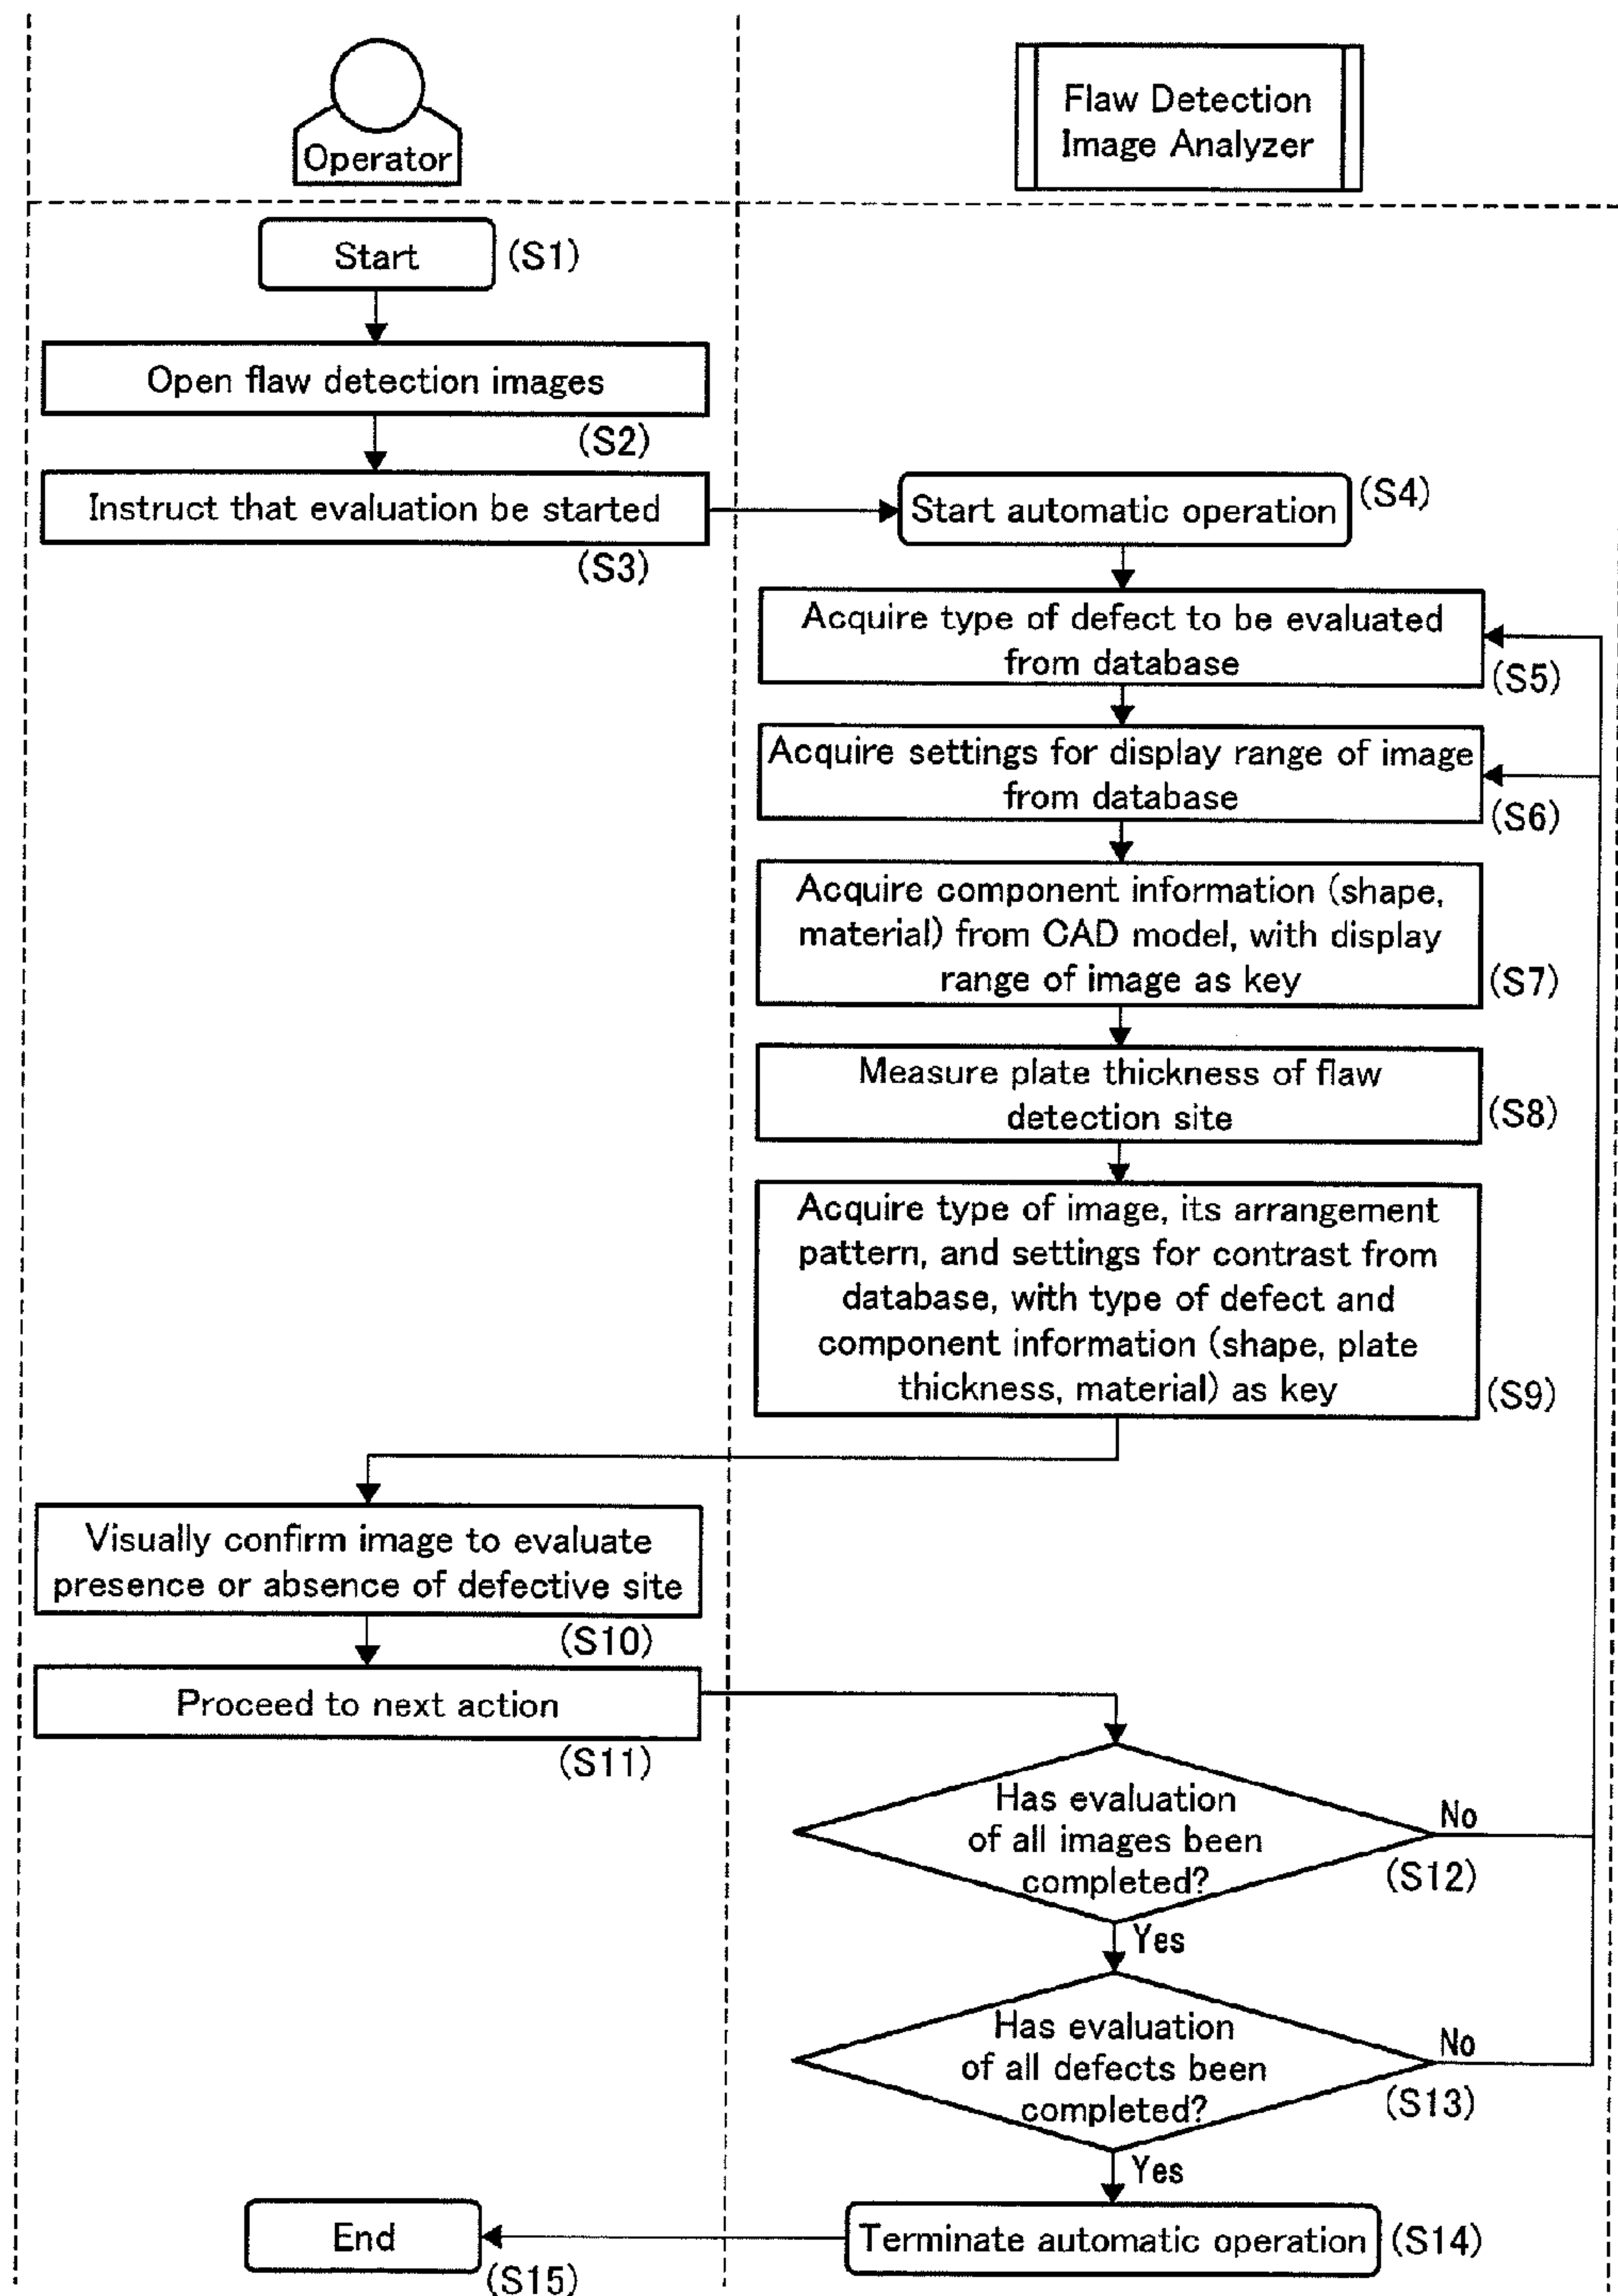 Operator
Flaw Detection
Image Analyzer
Start
(S1)
Open flaw detection images
(S2)
Instruct that evaluation be started
(S3)
Start automatic operation
(S4)
Acquire type of defect to be evaluated
from database
(S5)
Acquire settings for display range of image
from database
(S6)
Acquire component information (shape,
material) from CAD model, with display
range of image as key
(S7)
Measure plate thickness of flaw
detection site
(S8)
Acquire type of image, its arrangement
pattern, and settings for contrast from
database, with type of defect and
component information (shape, plate
thickness, material) as key
(S9)
Visually confirm image to evaluate
presence or absence of defective site
(S10)
Proceed to next action
(S11)
Has evaluation
of all images been
completed?
No
(S12)
Yes
Has evaluation
of all defects been
completed?
No
(S13)
Yes
Terminate automatic operation
(S14)
End
(S15)